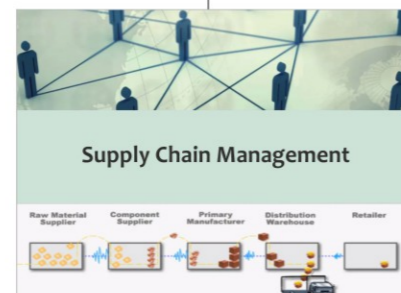 Supply Chain Management
Raw Material Supplier
Component Supplier
Primary Manufacturer
Distribution Warehouse
Retailer